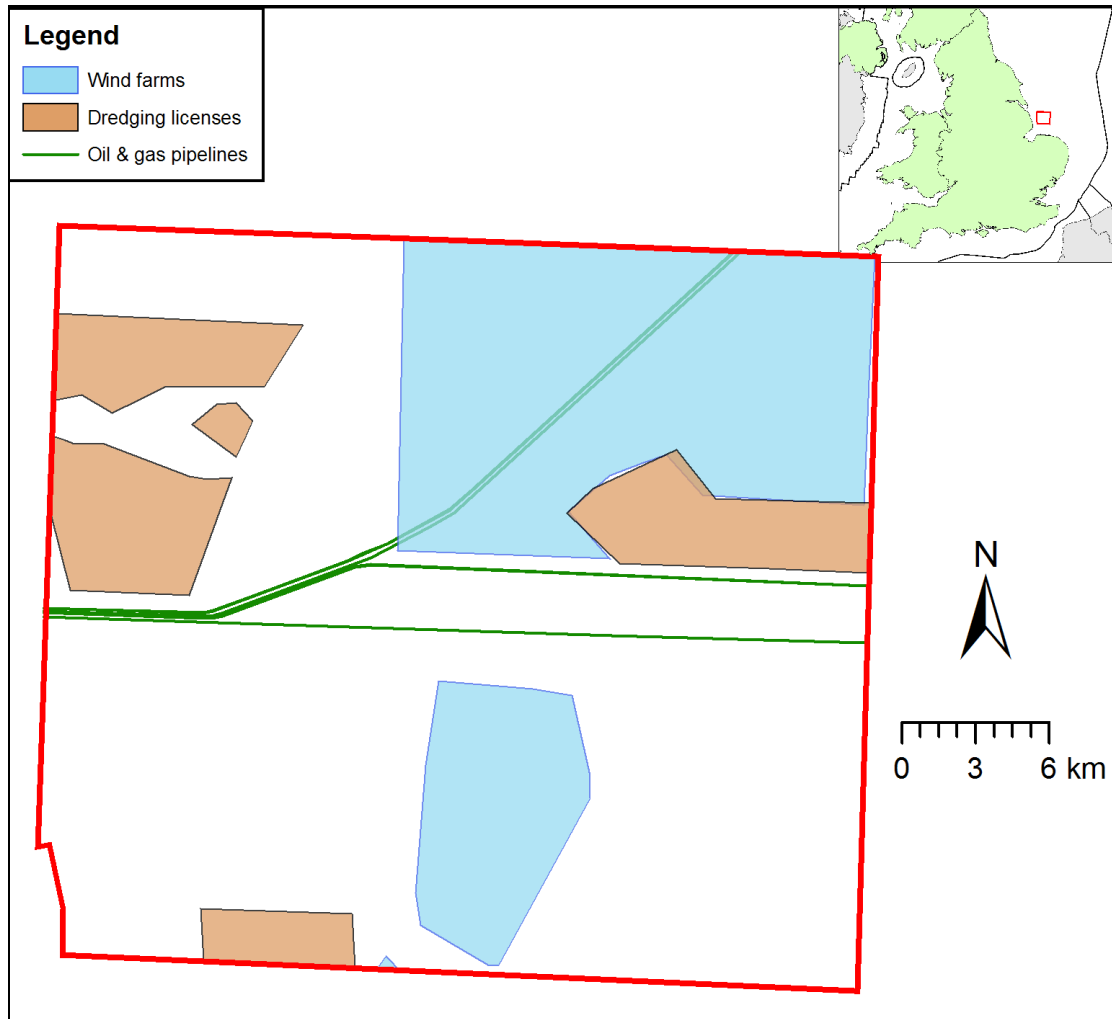 Legend
Wind farms
Dredging licenses
Oil & gas pipelines
N
0 3 6 km